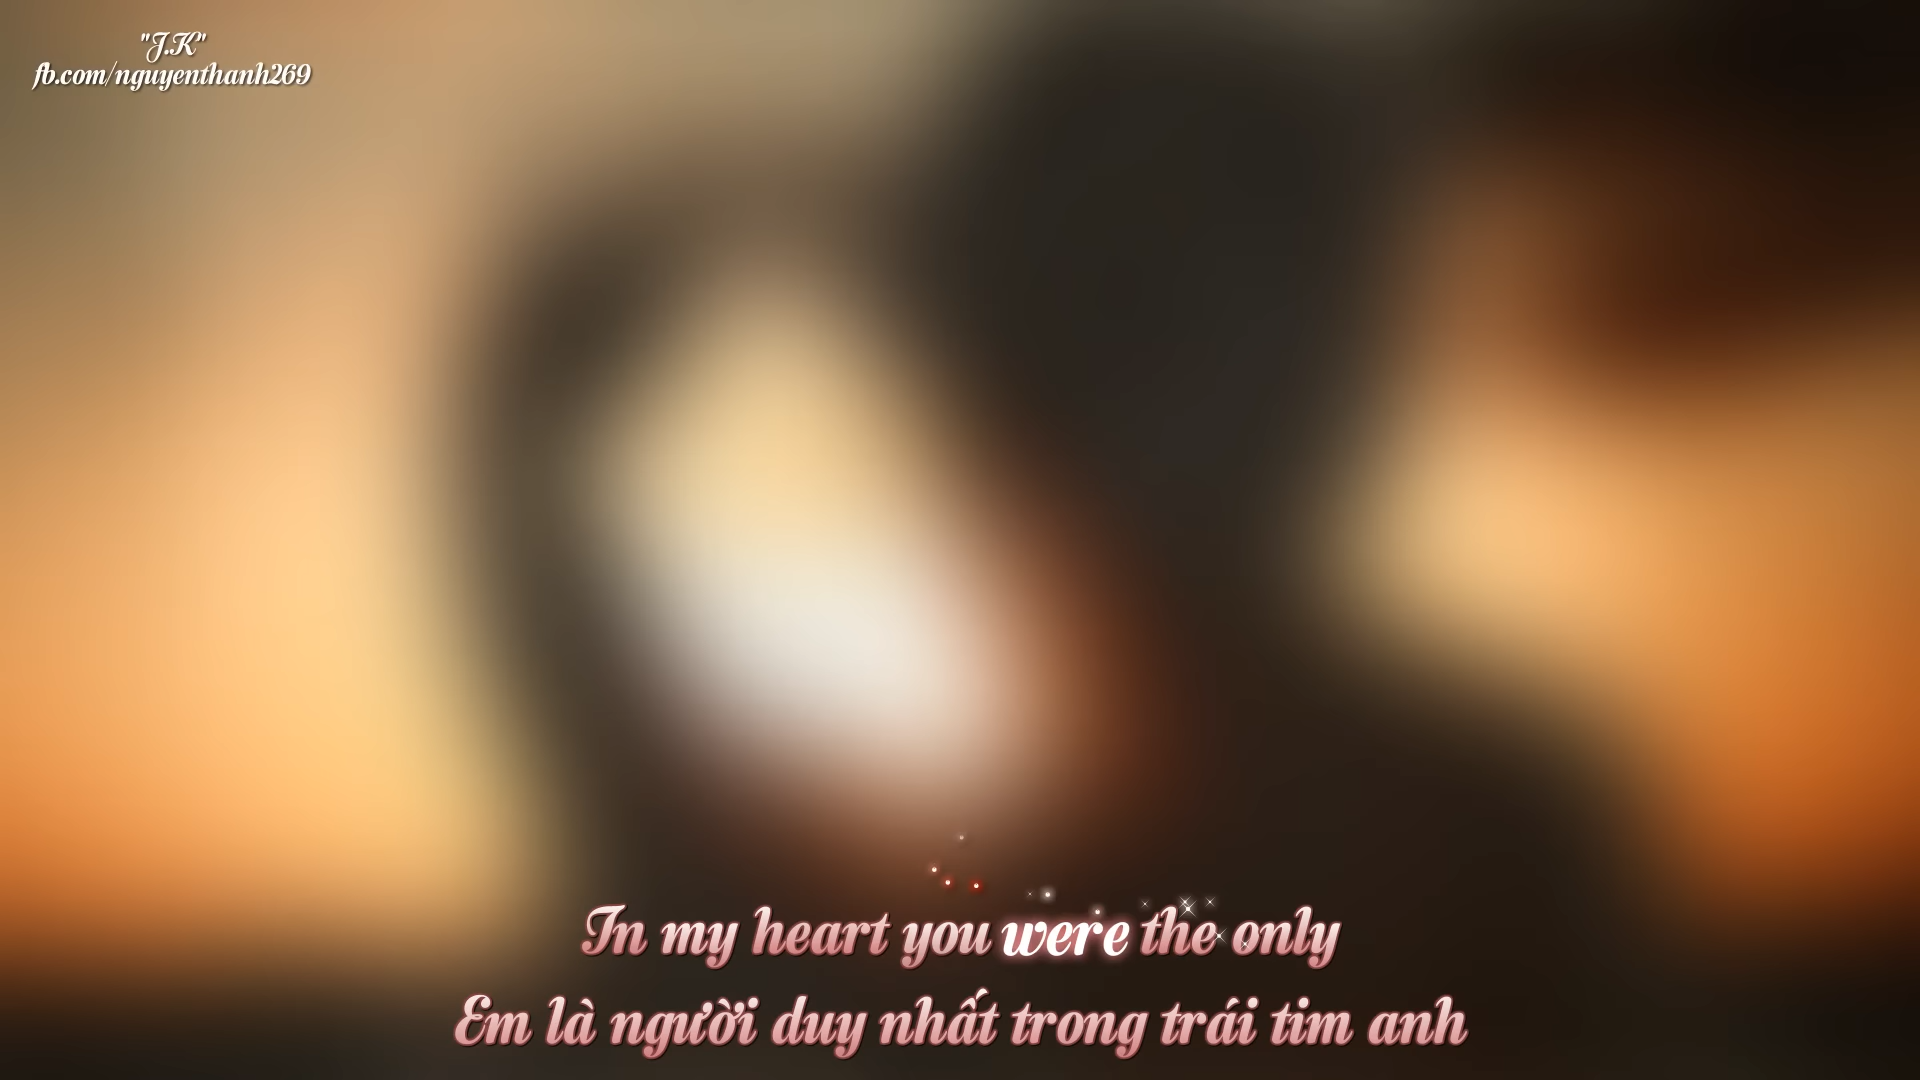 "J.K"
fb.com/nguyenthanh269
In my heart you were the only
Em là người duy nhất trong trái tim anh